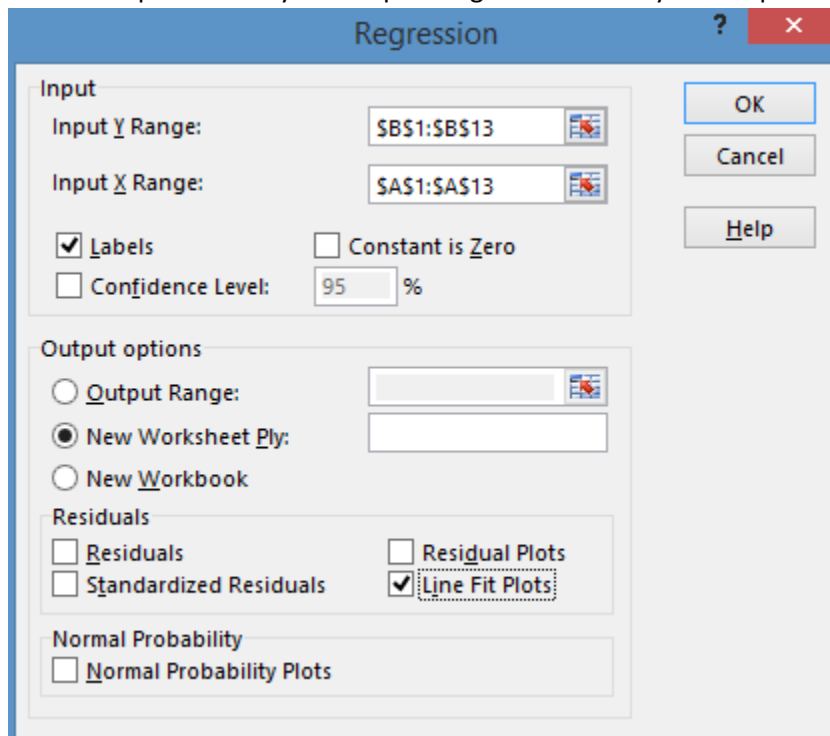 Regression ?
Input
Input Y Range: $B$1:$B$13
OK
Cancel
Input X Range: $A$1:$A$13
Help
Labels Constant is Zero
Confidence Level: 95 %
Output options
Output Range:
New Worksheet Ply:
New Workbook
Residuals
Residuals Residual Plots
Standardized Residuals Line Fit Plots
Normal Probability
Normal Probability Plots